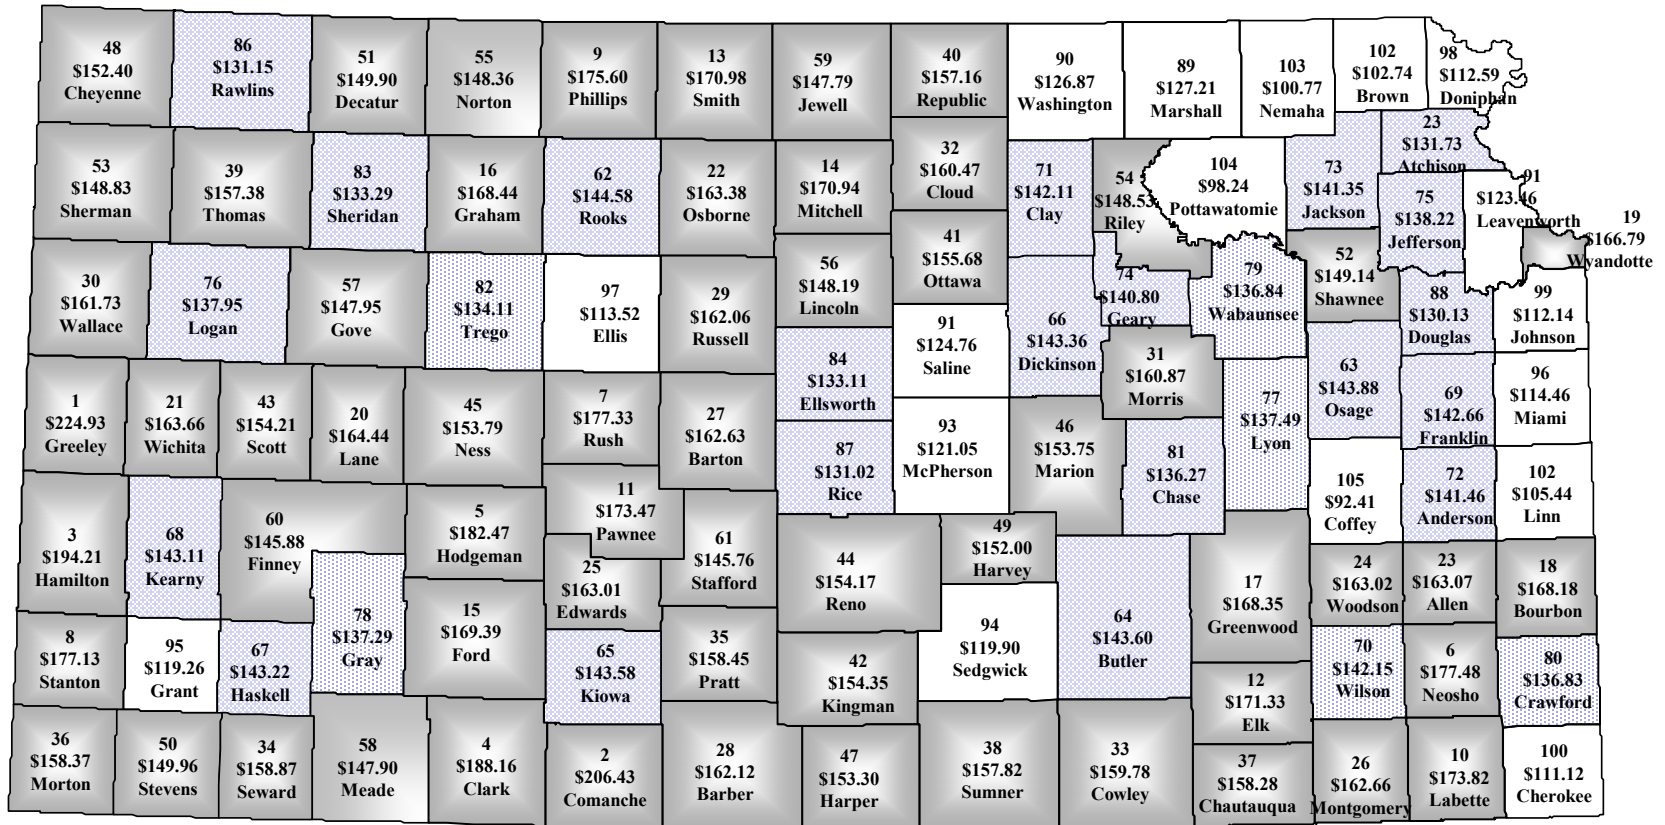 48
$152.40
Cheyenne
86
$131.15
Rawlins
51
$149.90
Decatur
55
$148.36
Norton
9
$175.60
Phillips
13
$170.98
Smith
59
$147.79
Jewell
40
$157.16
Republic
90
$126.87
Washington
89
$127.21
Marshall
103
$100.77
Nemaha
102
$102.74
Brown
98
$112.59
Doniphan
23
$131.73
Atchison
53
$148.83
Sherman
39
$157.38
Thomas
83
$133.29
Sheridan
16
$168.44
Graham
62
$144.58
Rooks
22
$163.38
Osborne
14
$170.94
Mitchell
32
$160.47
Cloud
71
$142.11
Clay
54
$148.53
Riley
104
$98.24
Pottawatomie
73
$141.35
Jackson
75
$138.22
Jefferson
91
$123.46
Leavenworth
19
$166.79
Wyandotte
30
$161.73
Wallace
76
$137.95
Logan
57
$147.95
Gove
82
$134.11
Trego
97
$113.52
Ellis
29
$162.06
Russell
56
$148.19
Lincoln
41
$155.68
Ottawa
91
$124.76
Saline
66
$143.36
Dickinson
74
$140.80
Geary
79
$136.84
Wabaunsee
52
$149.14
Shawnee
88
$130.13
Douglas
99
$112.14
Johnson
84
$133.11
Ellsworth
31
$160.87
Morris
63
$143.88
Osage
69
$142.66
Franklin
96
$114.46
Miami
1
$224.93
Greeley
21
$163.66
Wichita
43
$154.21
Scott
20
$164.44
Lane
45
$153.79
Ness
7
$177.33
Rush
27
$162.63
Barton
87
$131.02
Rice
93
$121.05
McPherson
46
$153.75
Marion
81
$136.27
Chase
77
$137.49
Lyon
105
$92.41
Coffey
72
$141.46
Anderson
102
$105.44
Linn
3
$194.21
Hamilton
68
$143.11
Kearny
60
$145.88
Finney
5
$182.47
Hodgeman
11
$173.47
Pawnee
61
$145.76
Stafford
44
$154.17
Reno
49
$152.00
Harvey
17
$168.35
Greenwood
24
$163.02
Woodson
23
$163.07
Allen
18
$168.18
Bourbon
78
$137.29
Gray
15
$169.39
Ford
25
$163.01
Edwards
64
$143.60
Butler
8
$177.13
Stanton
95
$119.26
Grant
67
$143.22
Haskell
65
$143.58
Kiowa
35
$158.45
Pratt
42
$154.35
Kingman
94
$119.90
Sedgwick
12
$171.33
Elk
70
$142.15
Wilson
6
$177.48
Neosho
80
$136.83
Crawford
36
$158.37
Morton
50
$149.96
Stevens
34
$158.87
Seward
58
$147.90
Meade
4
$188.16
Clark
2
$206.43
Comanche
28
$162.12
Barber
47
$153.30
Harper
38
$157.82
Sumner
33
$159.78
Cowley
37
$158.28
Chautauqua
26
$162.66
Montgomery
10
$173.82
Labette
100
$111.12
Cherokee